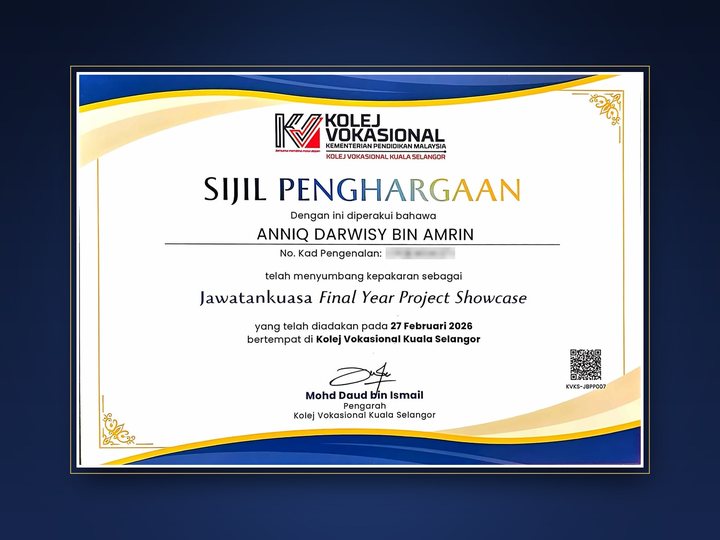 KV
KOLEJ
VOKASIONAL
KEMENTERIAN PENDIDIKAN MALAYSIA
KOLEJ VOKASIONAL KUALA SELANGOR
SIJIL PENGHARGAAN
Dengan ini diperakui bahawa
ANNIQ DARWISY BIN AMRIN
No. Kad Pengenalan:
telah menyumbang kepakaran sebagai
Jawatankuasa Final Year Project Showcase
yang telah diadakan pada 27 Februari 2026
bertempat di Kolej Vokasional Kuala Selangor
Mohd Daud bin Ismail
Pengarah
Kolej Vokasional Kuala Selangor
KVKS-JBPP007